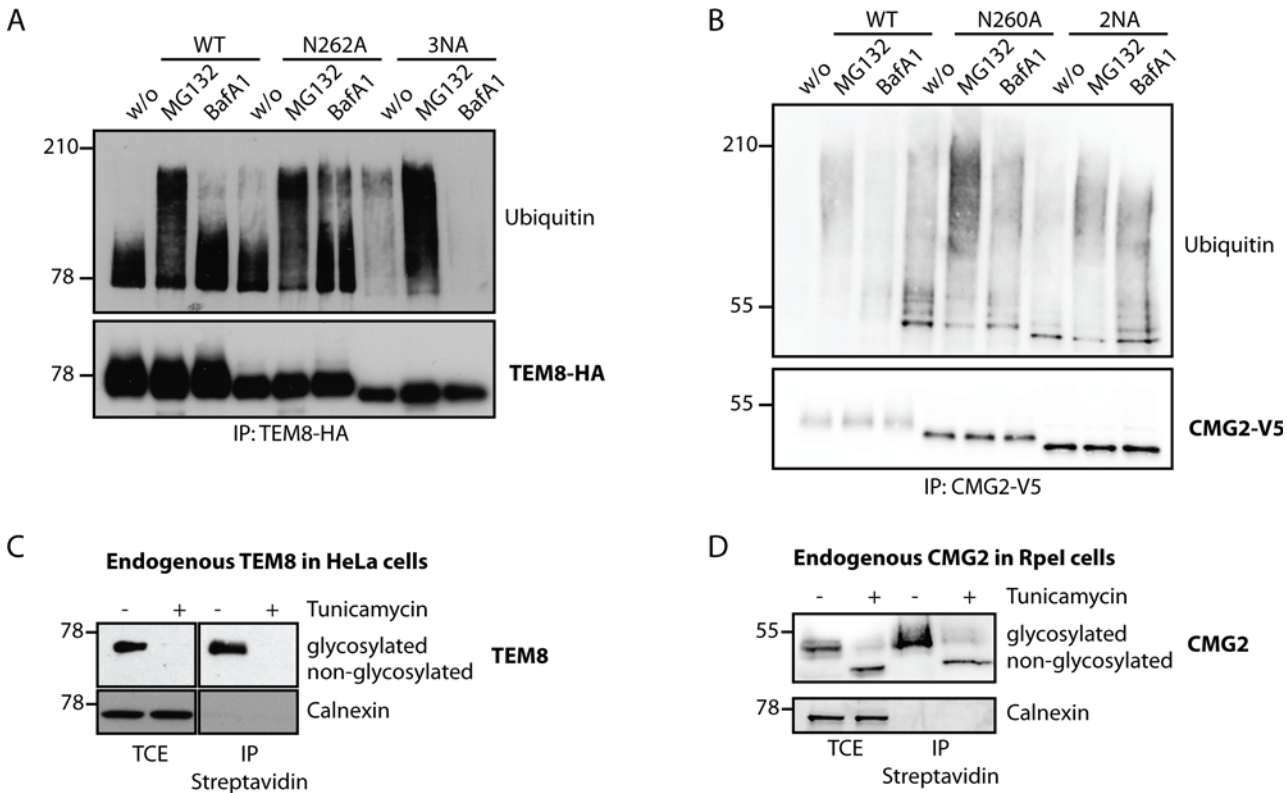 A
WT N262A 3NA
w/o MG132 BafA1 w/o MG132 BafA1 w/o MG132 BafA1
210
Ubiquitin
78
78
TEM8-HA
IP: TEM8-HA
B
WT N260A 2NA
w/o MG132 BafA1 w/o MG132 BafA1 w/o MG132 BafA1
210
Ubiquitin
55
55
CMG2-V5
IP: CMG2-V5
C
Endogenous TEM8 in HeLa cells
- + - + Tunicamycin
78
glycosylated
non-glycosylated
TEM8
78
Calnexin
TCE IP
Streptavidin
D
Endogenous CMG2 in RpeI cells
- + - + Tunicamycin
55
glycosylated
non-glycosylated
CMG2
78
Calnexin
TCE IP
Streptavidin